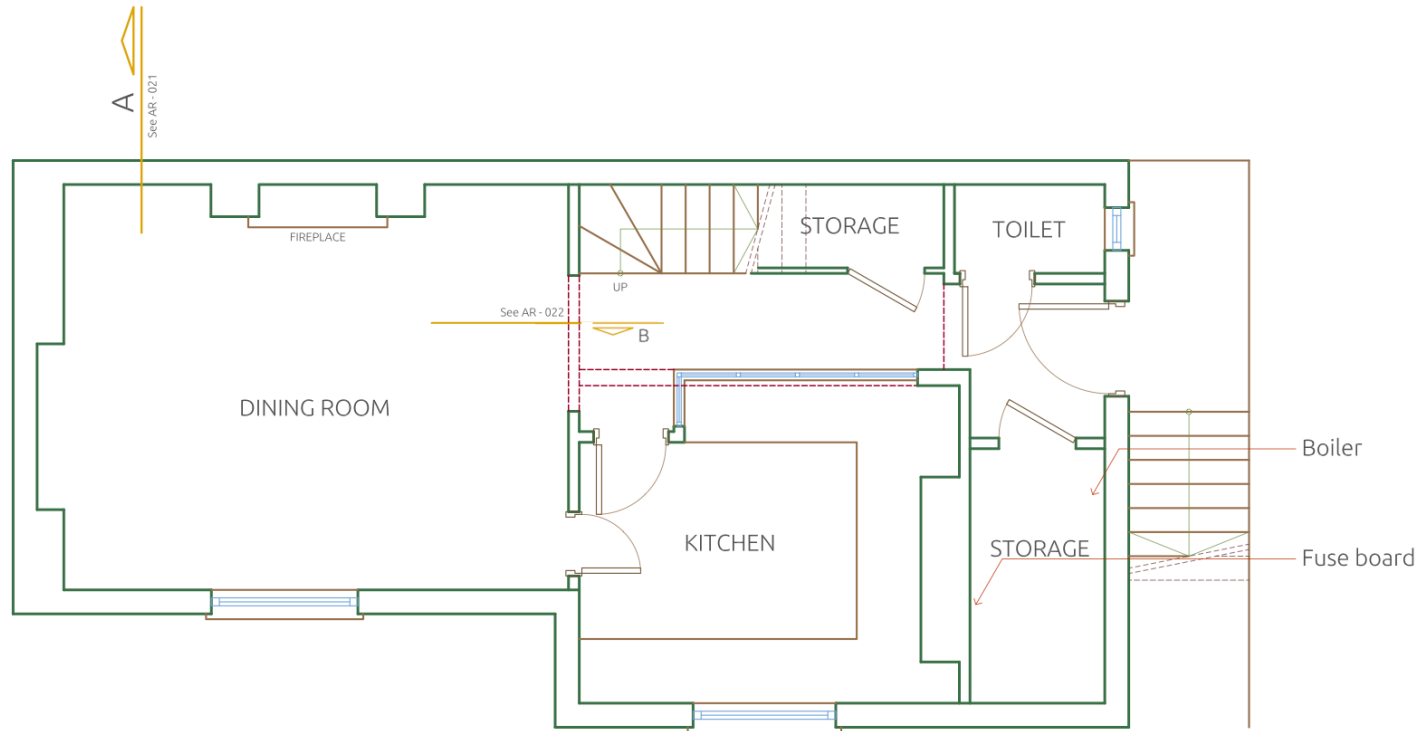 A
See AR - 021
FIREPLACE
STORAGE
TOILET
UP
See AR - 022
B
DINING ROOM
Boiler
KITCHEN
STORAGE
Fuse board